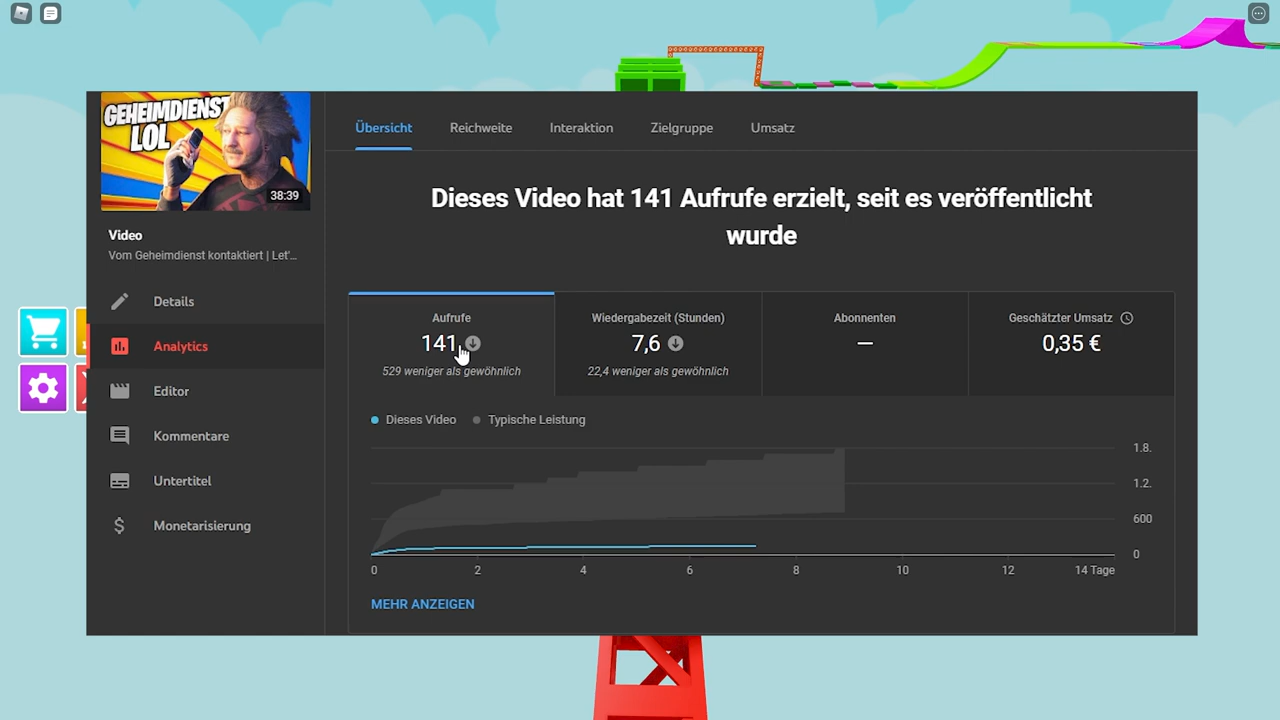 GEHEIMDIENST
LOL
38:39
Video
Vom Geheimdienst kontaktiert | Let'...
Details
Analytics
Editor
Kommentare
Untertitel
Monetarisierung
Übersicht
Reichweite
Interaktion
Zielgruppe
Umsatz
Dieses Video hat 141 Aufrufe erzielt, seit es veröffentlicht
wurde
Aufrufe
141
529 weniger als gewöhnlich
Wiedergabezeit (Stunden)
7,6
22,4 weniger als gewöhnlich
Abonnenten
—
Geschätzter Umsatz
0,35 €
Dieses Video
Typische Leistung
1.8.
1.2.
600
0
0 2 4 6 8 10 12 14 Tage
MEHR ANZEIGEN